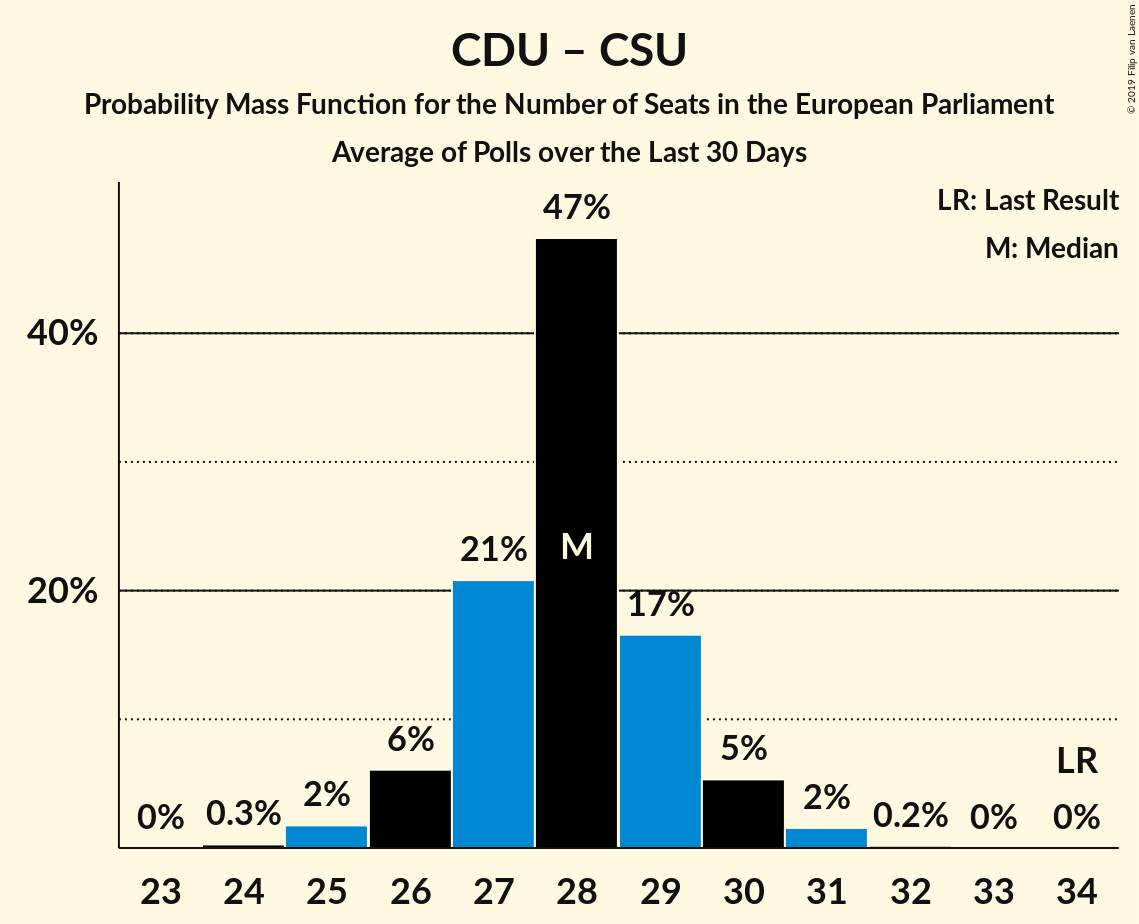 CDU – CSU
Probability Mass Function for the Number of Seats in the European Parliament
Average of Polls over the Last 30 Days
© 2019 Filip van Laenen
LR: Last Result
M: Median
47%
40%
M
21%
20%
17%
6%
5%
LR
2%
2%
0%
0.3%
0.2%
0%
0%
23 24 25 26 27 28 29 30 31 32 33 34